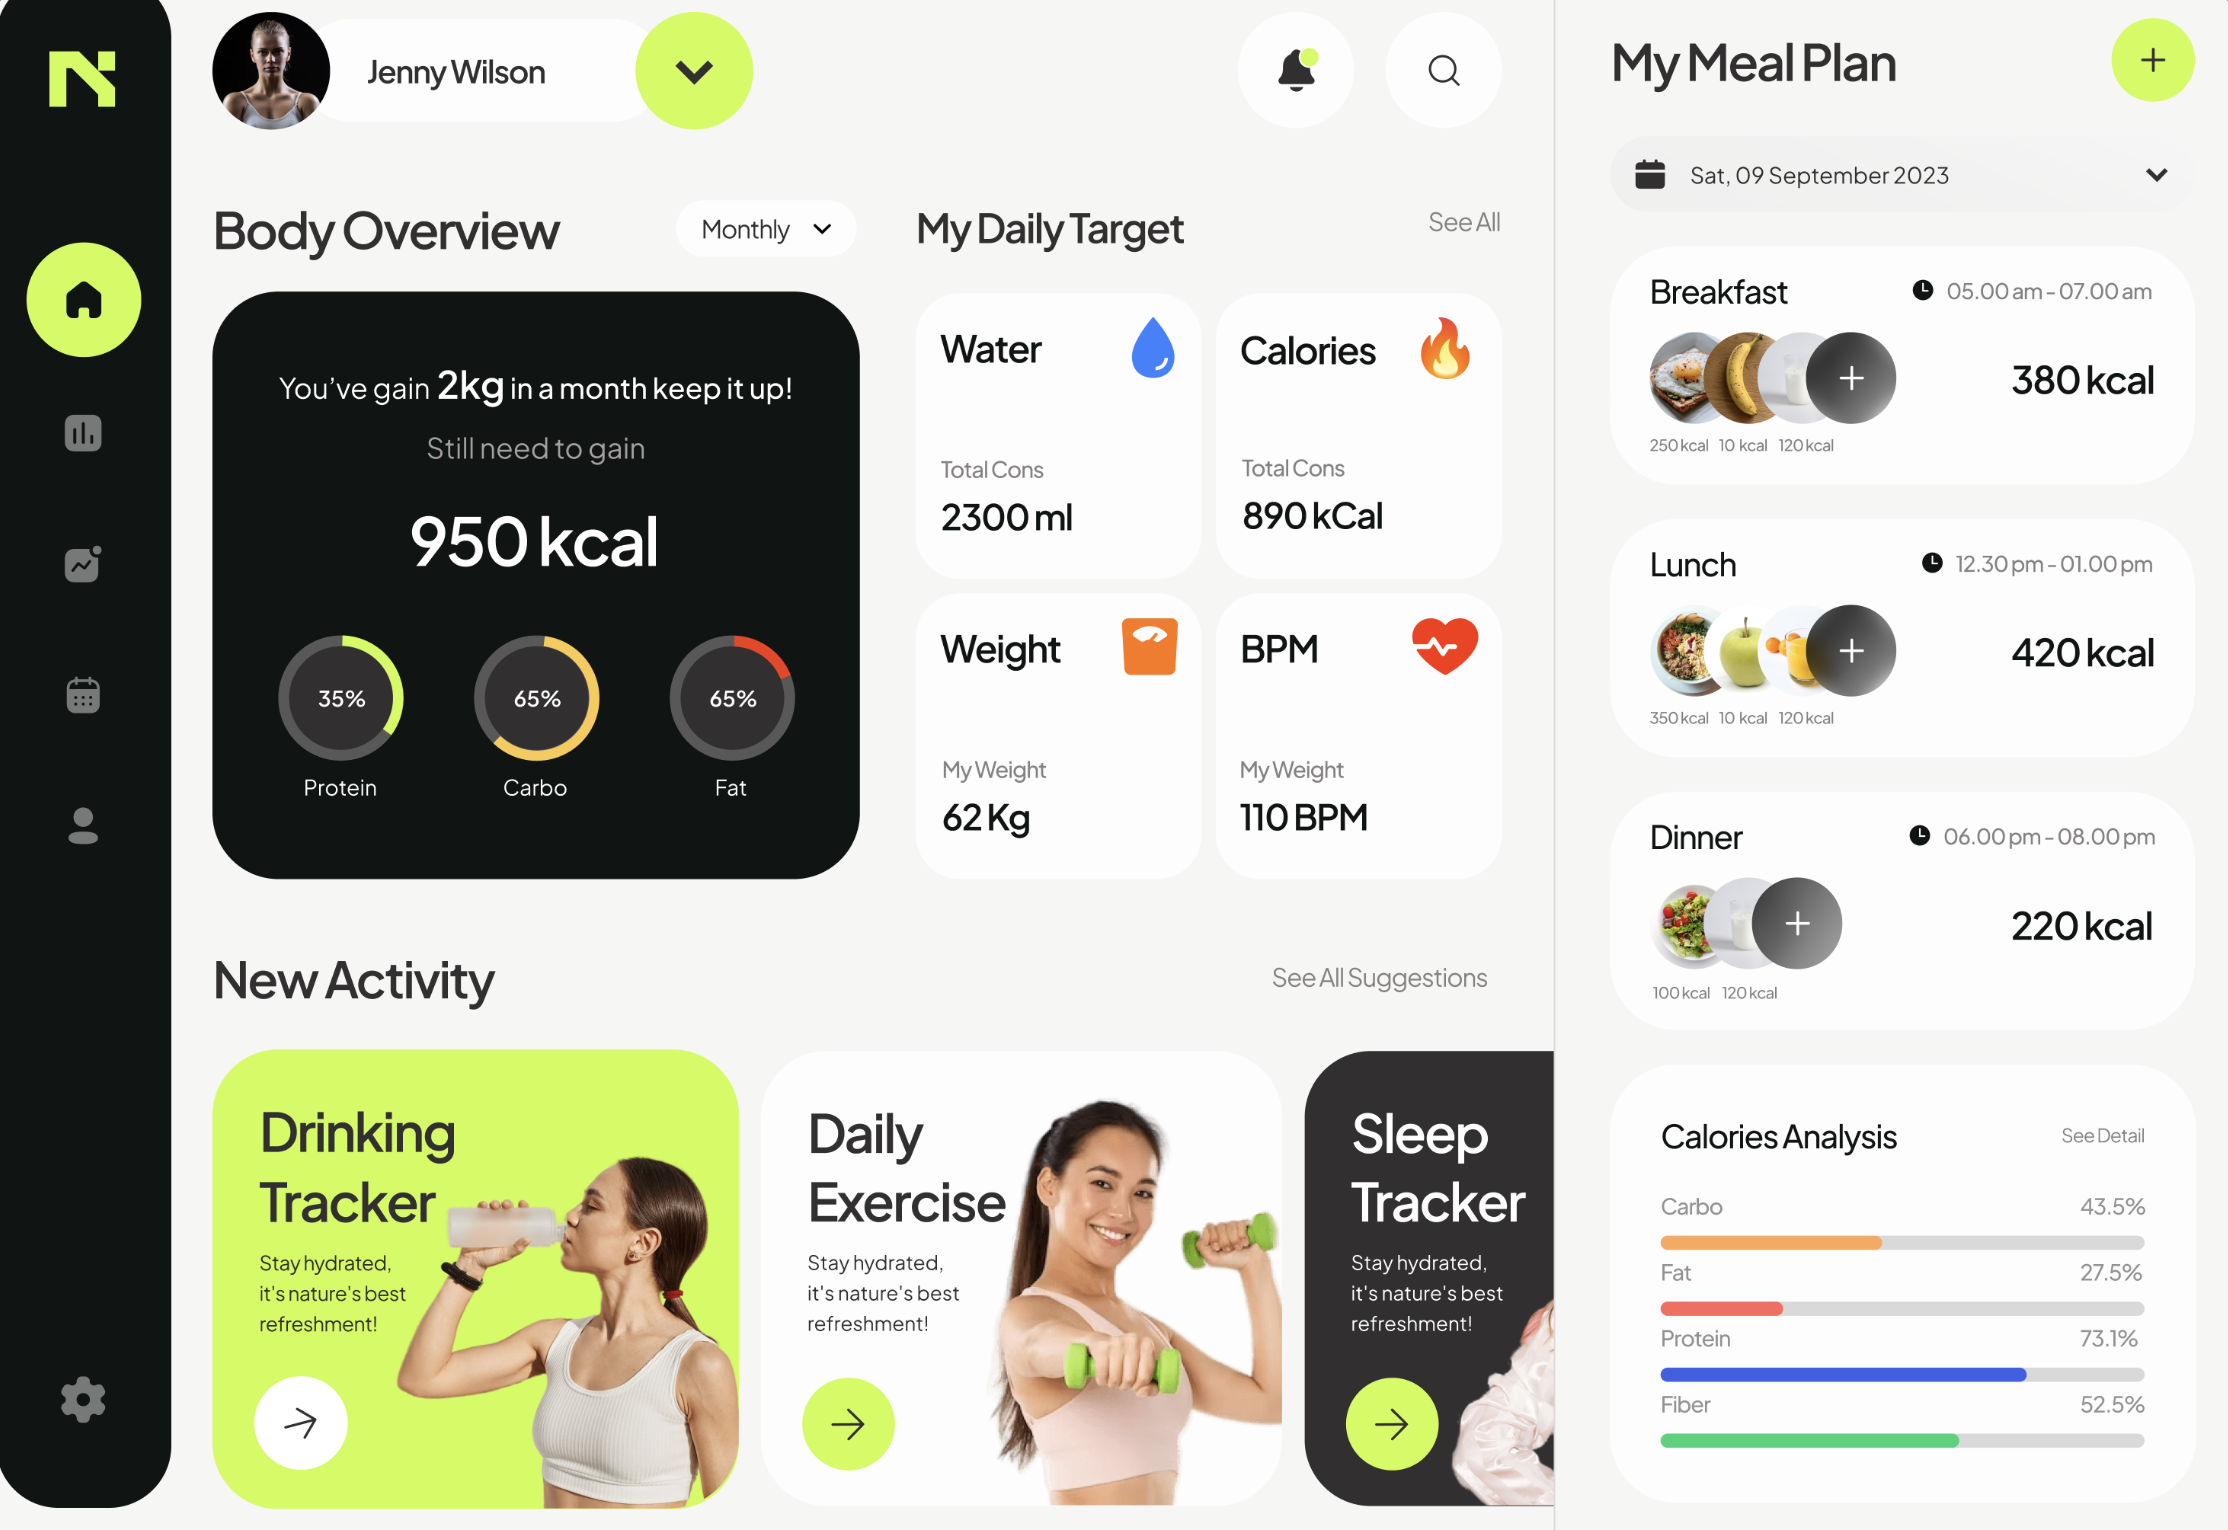 Jenny Wilson
Body Overview
Monthly
You've gain 2kg in a month keep it up!
Still need to gain
950 kcal
35%
65%
65%
Protein
Carbo
Fat
My Daily Target
See All
Water
Total Cons
2300 ml
Calories
Total Cons
890 kCal
Weight
My Weight
62 Kg
BPM
My Weight
110 BPM
New Activity
See All Suggestions
Drinking
Tracker
Stay hydrated,
it's nature's best
refreshment!
Daily
Exercise
Stay hydrated,
it's nature's best
refreshment!
Sleep
Tracker
Stay hydrated,
it's nature's best
refreshment!
My Meal Plan
Sat, 09 September 2023
Breakfast
05.00 am - 07.00 am
380 kcal
250 kcal 10 kcal 120 kcal
Lunch
12.30 pm - 01.00 pm
420 kcal
350 kcal 10 kcal 120 kcal
Dinner
06.00 pm - 08.00 pm
220 kcal
100 kcal 120 kcal
Calories Analysis
See Detail
Carbo
43.5%
Fat
27.5%
Protein
73.1%
Fiber
52.5%